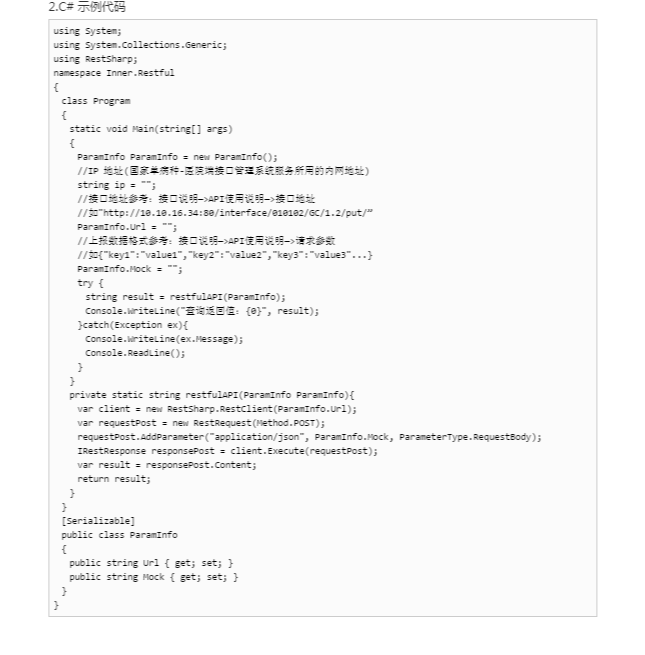 2.C# 示例代码
using System;
using System.Collections.Generic;
using RestSharp;
namespace Inner.Restful
{
class Program
{
static void Main(string[] args)
{
ParamInfo ParamInfo = new ParamInfo();
//IP 地址(国家单病种-医院端接口管理系统服务所用的内网地址)
string ip = "";
//接口地址参考: 接口说明->API使用说明->接口地址
//如"http://10.10.16.34:80/interface/010102/GC/1.2/put/"
ParamInfo.Url = "";
//上报数据格式参考: 接口说明->API使用说明->请求参数
//如{"key1":"value1","key2":"value2","key3":"value3"...}
ParamInfo.Mock = "";
try {
string result = restfulAPI(ParamInfo);
Console.WriteLine("查询返回值: {0}", result);
}catch(Exception ex){
Console.WriteLine(ex.Message);
Console.ReadLine();
}
}
private static string restfulAPI(ParamInfo ParamInfo){
var client = new RestSharp.RestClient(ParamInfo.Url);
var requestPost = new RestRequest(Method.POST);
requestPost.AddParameter("application/json", ParamInfo.Mock, ParameterType.RequestBody);
IRestResponse responsePost = client.Execute(requestPost);
var result = responsePost.Content;
return result;
}
}
[Serializable]
public class ParamInfo
{
public string Url { get; set; }
public string Mock { get; set; }
}
}